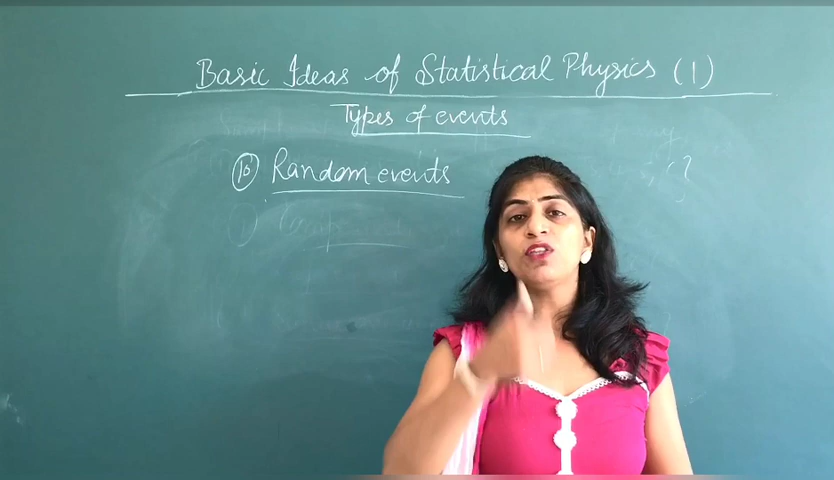 Basic Ideas of Statistical Physics (1)
Types of events
Random events